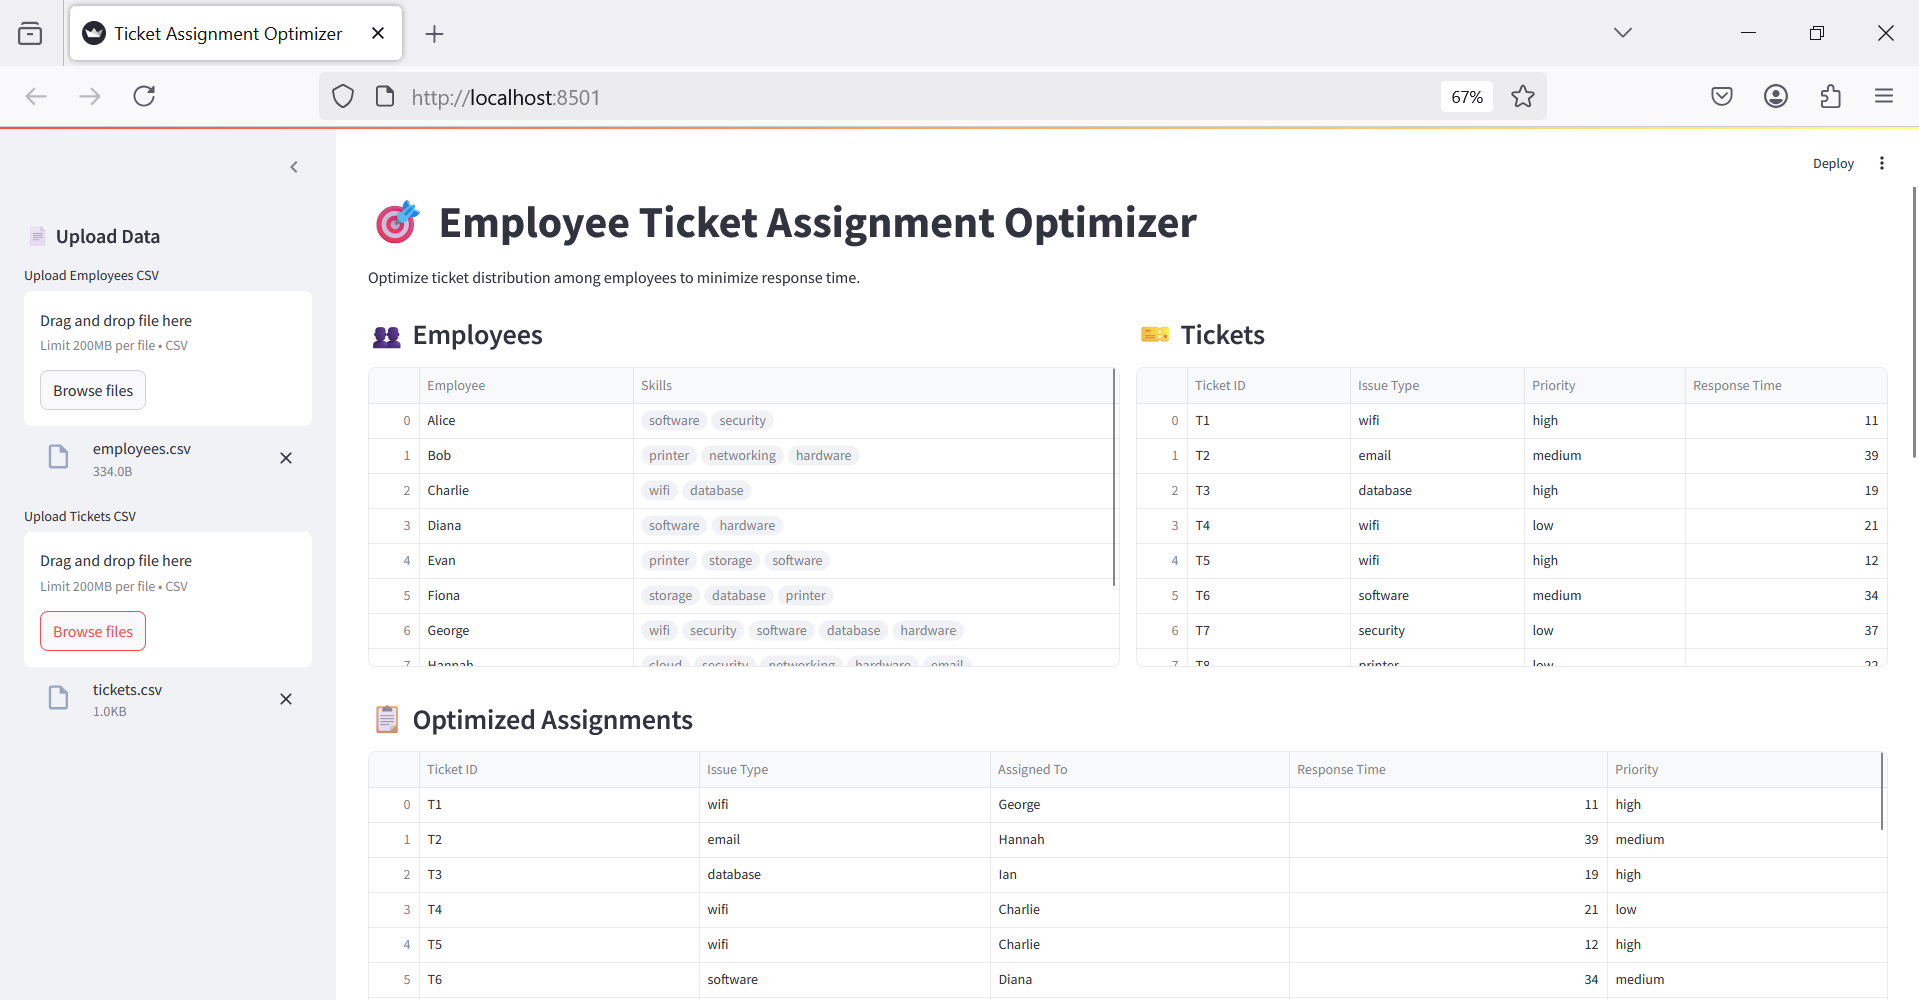 Ticket Assignment Optimizer
http://localhost:8501
67%
Deploy
Upload Data
Upload Employees CSV
Drag and drop file here
Limit 200MB per file • CSV
Browse files
employees.csv
334.0B
Upload Tickets CSV
Drag and drop file here
Limit 200MB per file • CSV
Browse files
tickets.csv
1.0KB
Employee Ticket Assignment Optimizer
Optimize ticket distribution among employees to minimize response time.
Employees
Employee Skills
0 Alice software security
1 Bob printer networking hardware
2 Charlie wifi database
3 Diana software hardware
4 Evan printer storage software
5 Fiona storage database printer
6 George wifi security software database hardware
7 Hannah cloud security networking hardware email
Tickets
Ticket ID Issue Type Priority Response Time
0 T1 wifi high 11
1 T2 email medium 39
2 T3 database high 19
3 T4 wifi low 21
4 T5 wifi high 12
5 T6 software medium 34
6 T7 security low 37
7 T8 printer low 22
Optimized Assignments
Ticket ID Issue Type Assigned To Response Time Priority
0 T1 wifi George 11 high
1 T2 email Hannah 39 medium
2 T3 database Ian 19 high
3 T4 wifi Charlie 21 low
4 T5 wifi Charlie 12 high
5 T6 software Diana 34 medium